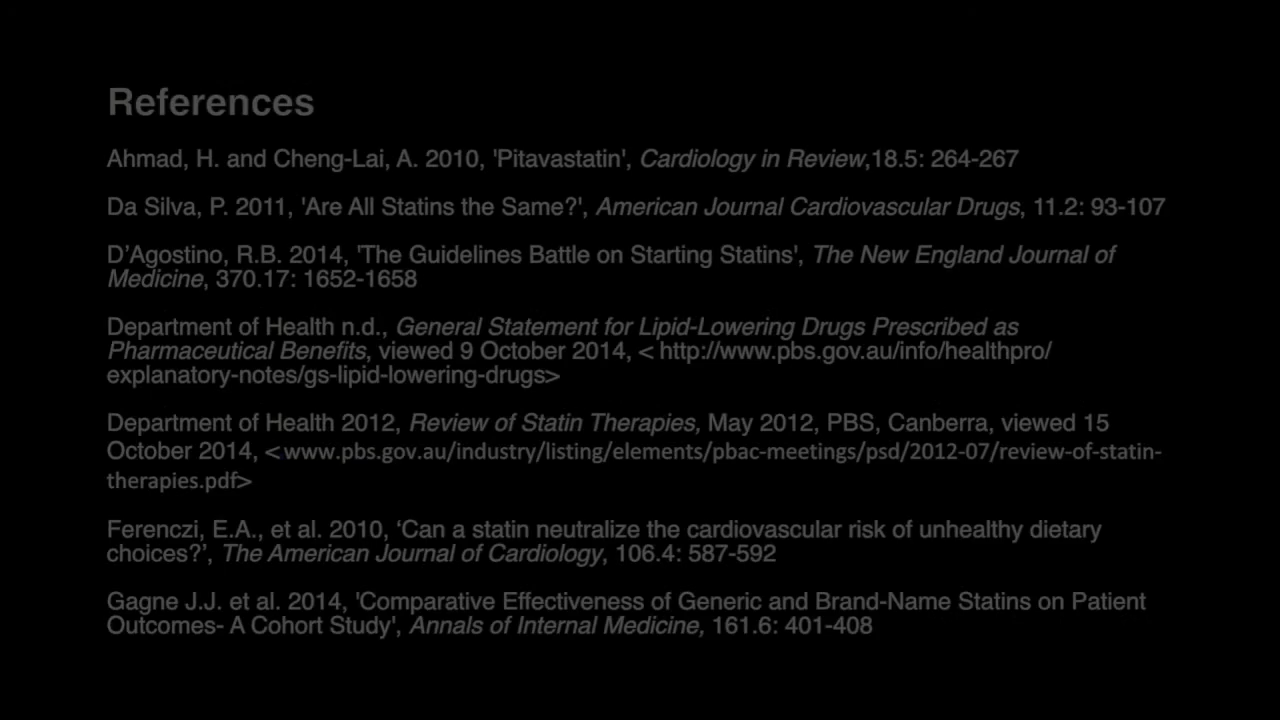 References
Ahmad, H. and Cheng-Lai, A. 2010, 'Pitavastatin', Cardiology in Review,18.5: 264-267
Da Silva, P. 2011, 'Are All Statins the Same?', American Journal Cardiovascular Drugs, 11.2: 93-107
D’Agostino, R.B. 2014, 'The Guidelines Battle on Starting Statins', The New England Journal of
Medicine, 370.17: 1652-1658
Department of Health n.d., General Statement for Lipid-Lowering Drugs Prescribed as
Pharmaceutical Benefits, viewed 9 October 2014, < http://www.pbs.gov.au/info/healthpro/
explanatory-notes/gs-lipid-lowering-drugs>
Department of Health 2012, Review of Statin Therapies, May 2012, PBS, Canberra, viewed 15
October 2014, <www.pbs.gov.au/industry/listing/elements/pbac-meetings/psd/2012-07/review-of-statin-
therapies.pdf>
Ferenczi, E.A., et al. 2010, ‘Can a statin neutralize the cardiovascular risk of unhealthy dietary
choices?’, The American Journal of Cardiology, 106.4: 587-592
Gagne J.J. et al. 2014, 'Comparative Effectiveness of Generic and Brand-Name Statins on Patient
Outcomes- A Cohort Study', Annals of Internal Medicine, 161.6: 401-408